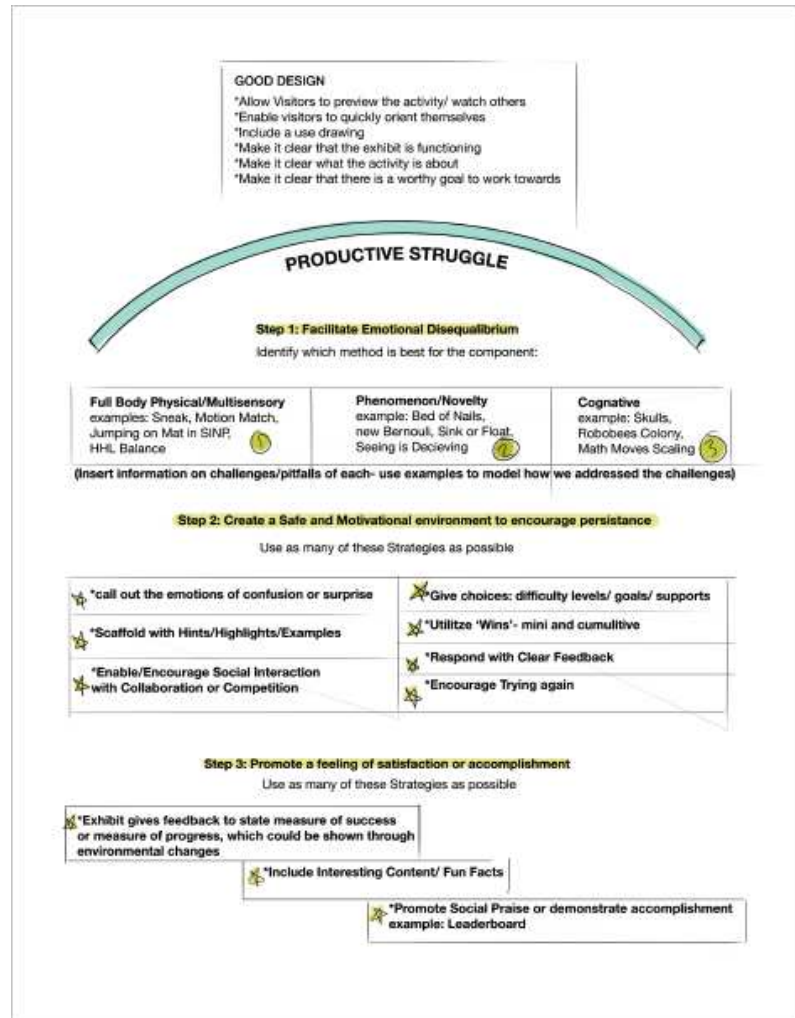 GOOD DESIGN
*Allow Visitors to preview the activity/ watch others
*Enable visitors to quickly orient themselves
*Include a use drawing
*Make it clear that the exhibit is functioning
*Make it clear what the activity is about
*Make it clear that there is a worthy goal to work towards
PRODUCTIVE STRUGGLE
Step 1: Facilitate Emotional Disequalibrium
Identify which method is best for the component:
Full Body Physical/Multisensory
examples: Sneak, Motion Match,
Jumping on Mat in SINP,
HHL Balance
1
Phenomenon/Novelty
example: Bed of Nails,
new Bernouli, Sink or Float,
Seeing is Decieving
2
Cognative
example: Skulls,
Robobees Colony,
Math Moves Scaling
3
(Insert information on challenges/pitfalls of each- use examples to model how we addressed the challenges)
Step 2: Create a Safe and Motivational environment to encourage persistance
Use as many of these Strategies as possible
*call out the emotions of confusion or surprise
*Scaffold with Hints/Highlights/Examples
*Enable/Encourage Social Interaction
with Collaboration or Competition
*Give choices: difficulty levels/ goals/ supports
*Utilitze 'Wins'- mini and cumulitive
*Respond with Clear Feedback
*Encourage Trying again
Step 3: Promote a feeling of satisfaction or accomplishment
Use as many of these Strategies as possible
*Exhibit gives feedback to state measure of success
or measure of progress, which could be shown through
environmental changes
*Include Interesting Content/ Fun Facts
*Promote Social Praise or demonstrate accomplishment
example: Leaderboard